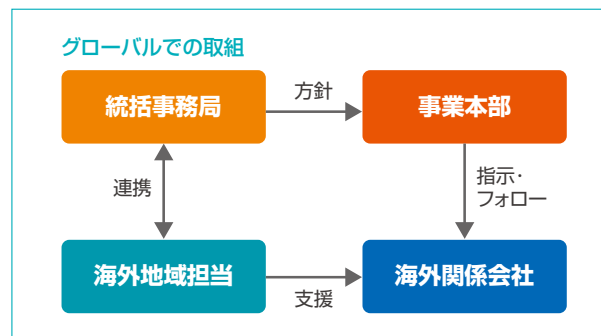 グローバルでの取組
統括事務局
方針
事業本部
連携
指示・
フォロー
海外地域担当
支援
海外関係会社